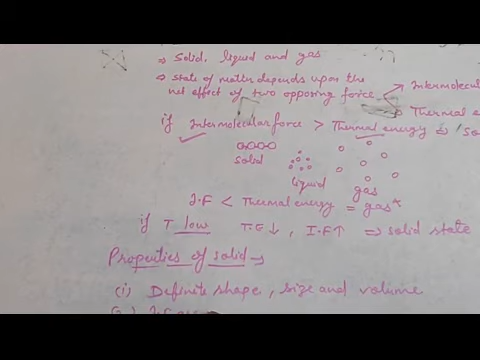 ⇒ Solid, liquid and gas
⇒ State of matter depends upon the
net effect of two opposing force
Intermolecul
Thermal e
if Intermolecular force > Thermal energy ⇒
solid
liquid
gas
I.F < Thermal energy = gas
if T low T.E ↓, I.F ↑ ⇒ solid state
Properties of solid →
(i) Definite shape, size and volume